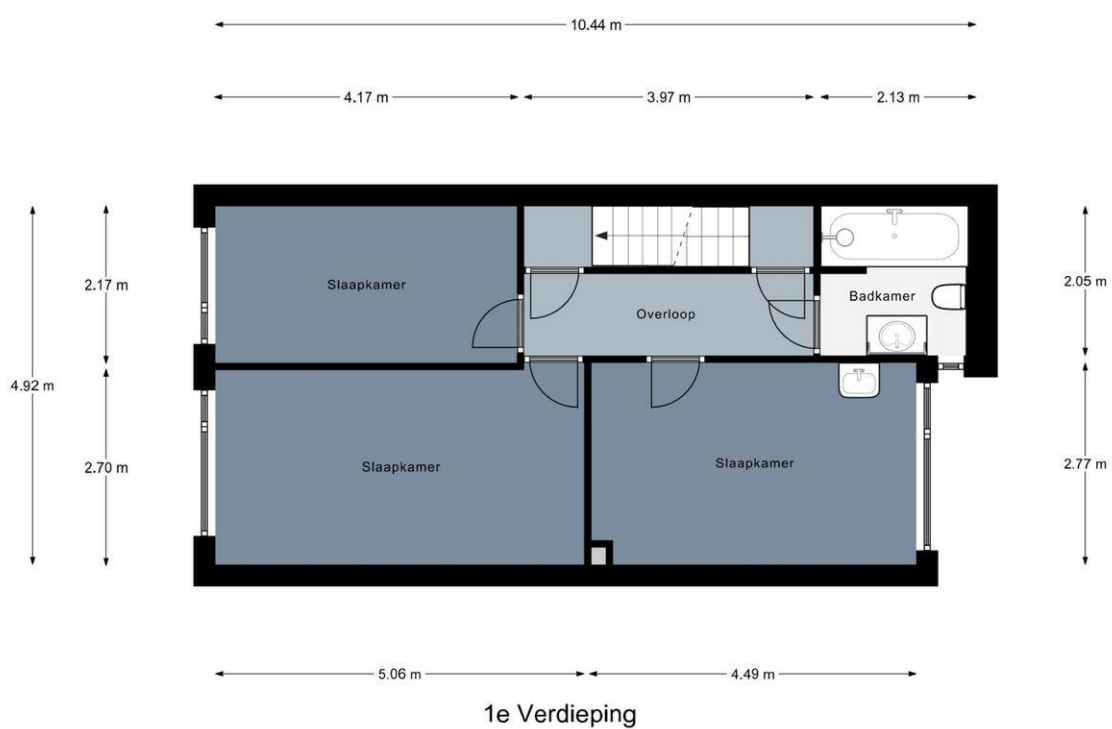 10.44 m
4.17 m
3.97 m
2.13 m
2.17 m
Slaapkamer
2.05 m
Badkamer
Overloop
4.92 m
2.70 m
Slaapkamer
Slaapkamer
2.77 m
5.06 m
4.49 m
1e Verdieping